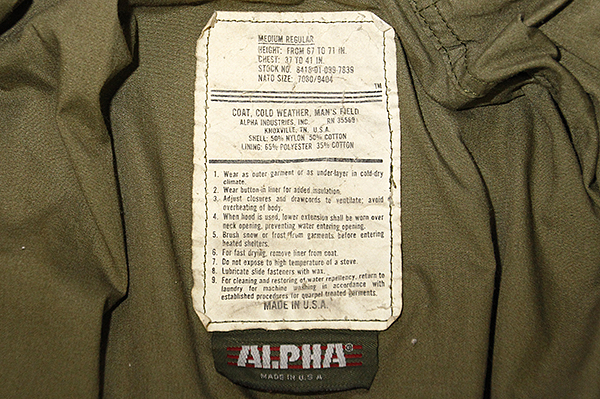 MEDIUM REGULAR
HEIGHT: FROM 67 TO 71 IN.
CHEST: 37 TO 41 IN.
STOCK NO. 8415-01-099-7839
NATO SIZE: 7080/9404
TM
COAT, COLD WEATHER, MAN'S FIELD
ALPHA INDUSTRIES, INC. RN 35569
KNOXVILLE, TN. U.S.A.
SHELL: 50% NYLON 50% COTTON
LINING: 65% POLYESTER 35% COTTON
1. Wear as outer garment or as under-layer in cold-dry
climate.
2. Wear button-in liner for added insulation.
3. Adjust closures and drawcords to ventilate; avoid
overheating of body.
4. When hood is used, lower extension shall be worn over
neck opening, preventing water entering opening.
5. Brush snow or frost from garments before entering
heated shelters.
6. For fast drying, remove liner from coat.
7. Do not expose to high temperature of a stove.
8. Lubricate slide fasteners with wax.
9. For cleaning and restoring of water repellency, return to
laundry for machine washing in accordance with
established procedures for quarpel treated garments.
MADE IN U.S.A.
ALPHA®
MADE IN U S A